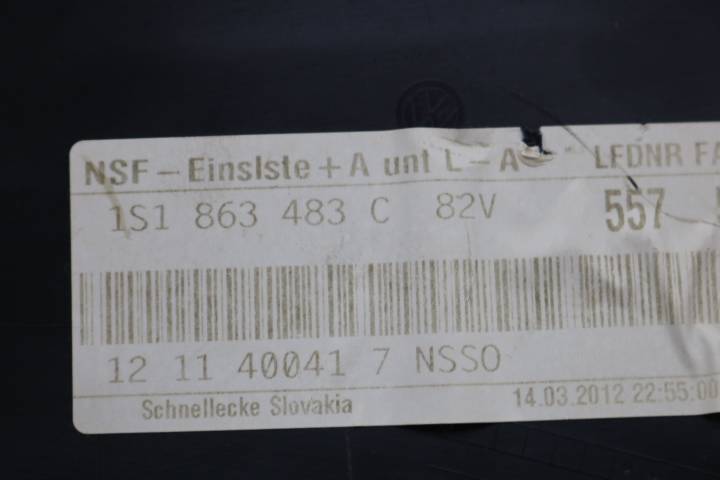 NSF-Einslste+A unt L-A LFDNR FA
1S1 863 483 C 82V 557
12 11 40041 7 NSSO
Schnellecke Slovakia 14.03.2012 22:55:00